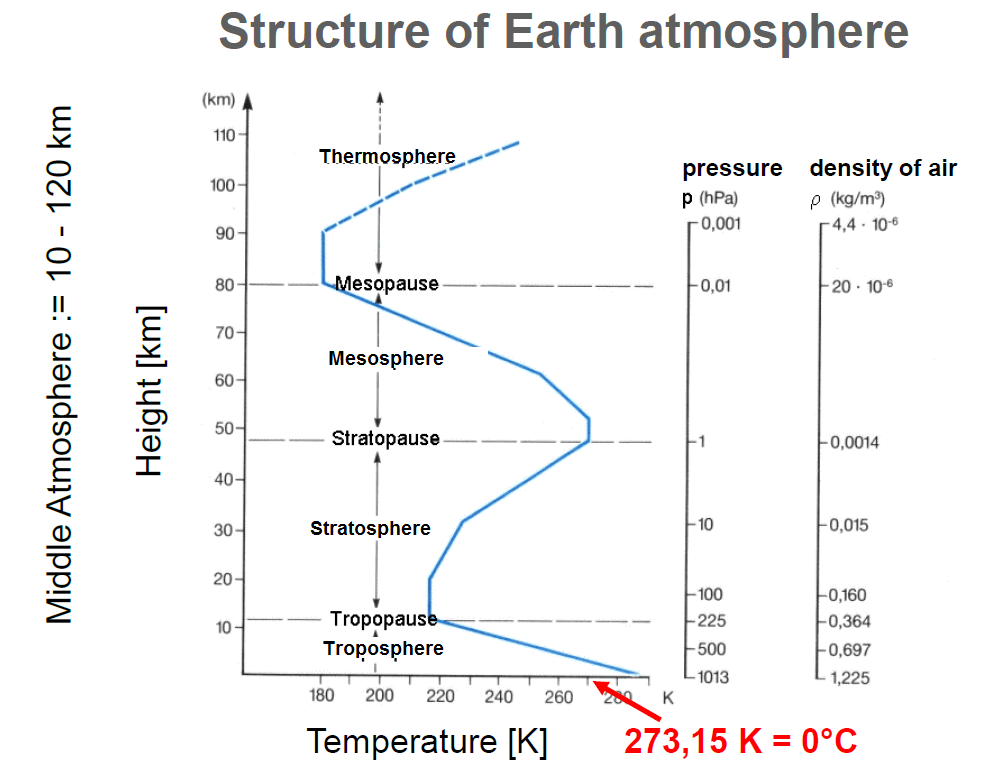 Structure of Earth atmosphere
Middle Atmosphere := 10 - 120 km
Height [km]
(km)
110
100
90
80
70
60
50
40
30
20
10
Thermosphere
Mesopause
Mesosphere
Stratopause
Stratosphere
Tropopause
Troposphere
180 200 220 240 260 280 K
Temperature [K]
273,15 K = 0°C
pressure
p (hPa)
0,001
0,01
1
10
100
225
500
1013
density of air
ρ (kg/m³)
4,4 · 10⁻⁶
20 · 10⁻⁶
0,0014
0,015
0,160
0,364
0,697
1,225